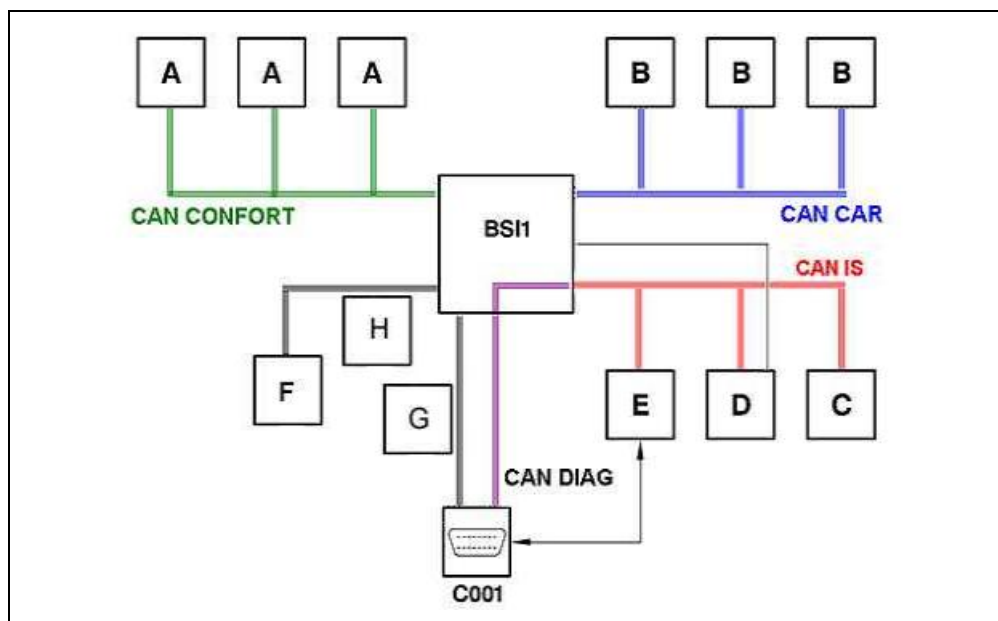 A A A B B B
CAN CONFORT
CAN CAR
BSI1
CAN IS
H
F
G
E D C
CAN DIAG
C001